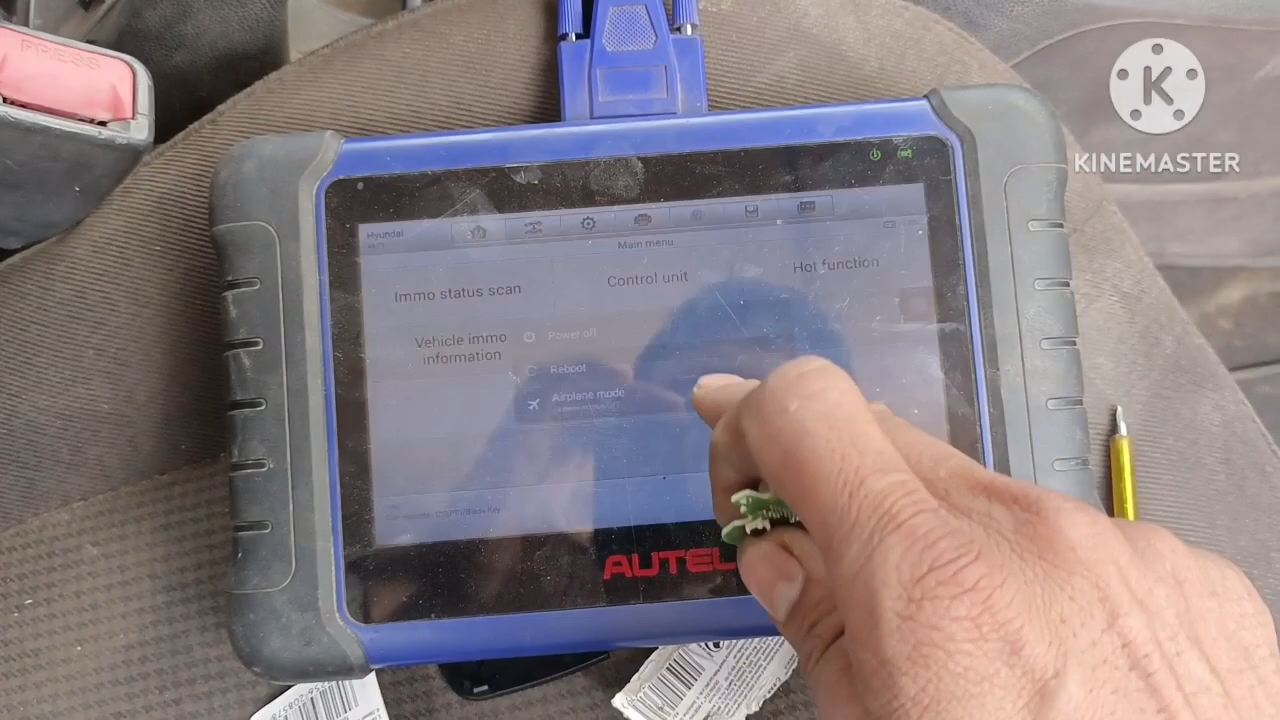 PRESS
KINEMASTER
Hyundai
Main menu
Immo status scan
Control unit
Hot function
Vehicle immo
information
Power off
Reboot
Airplane mode
AUTEL